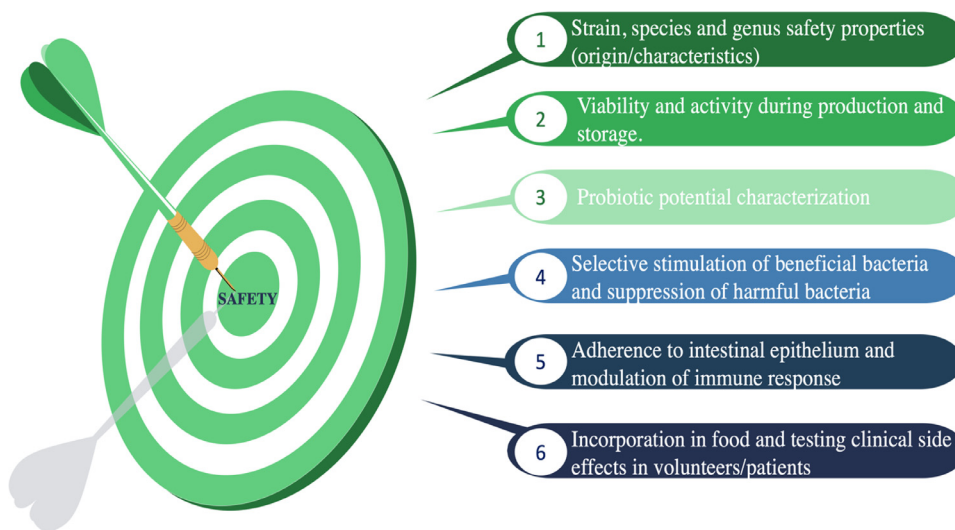 1
Strain, species and genus safety properties
(origin/characteristics)
2
Viability and activity during production and
storage.
3
Probiotic potential characterization
4
Selective stimulation of beneficial bacteria
and suppression of harmful bacteria
5
Adherence to intestinal epithelium and
modulation of immune response
6
Incorporation in food and testing clinical side
effects in volunteers/patients
SAFETY